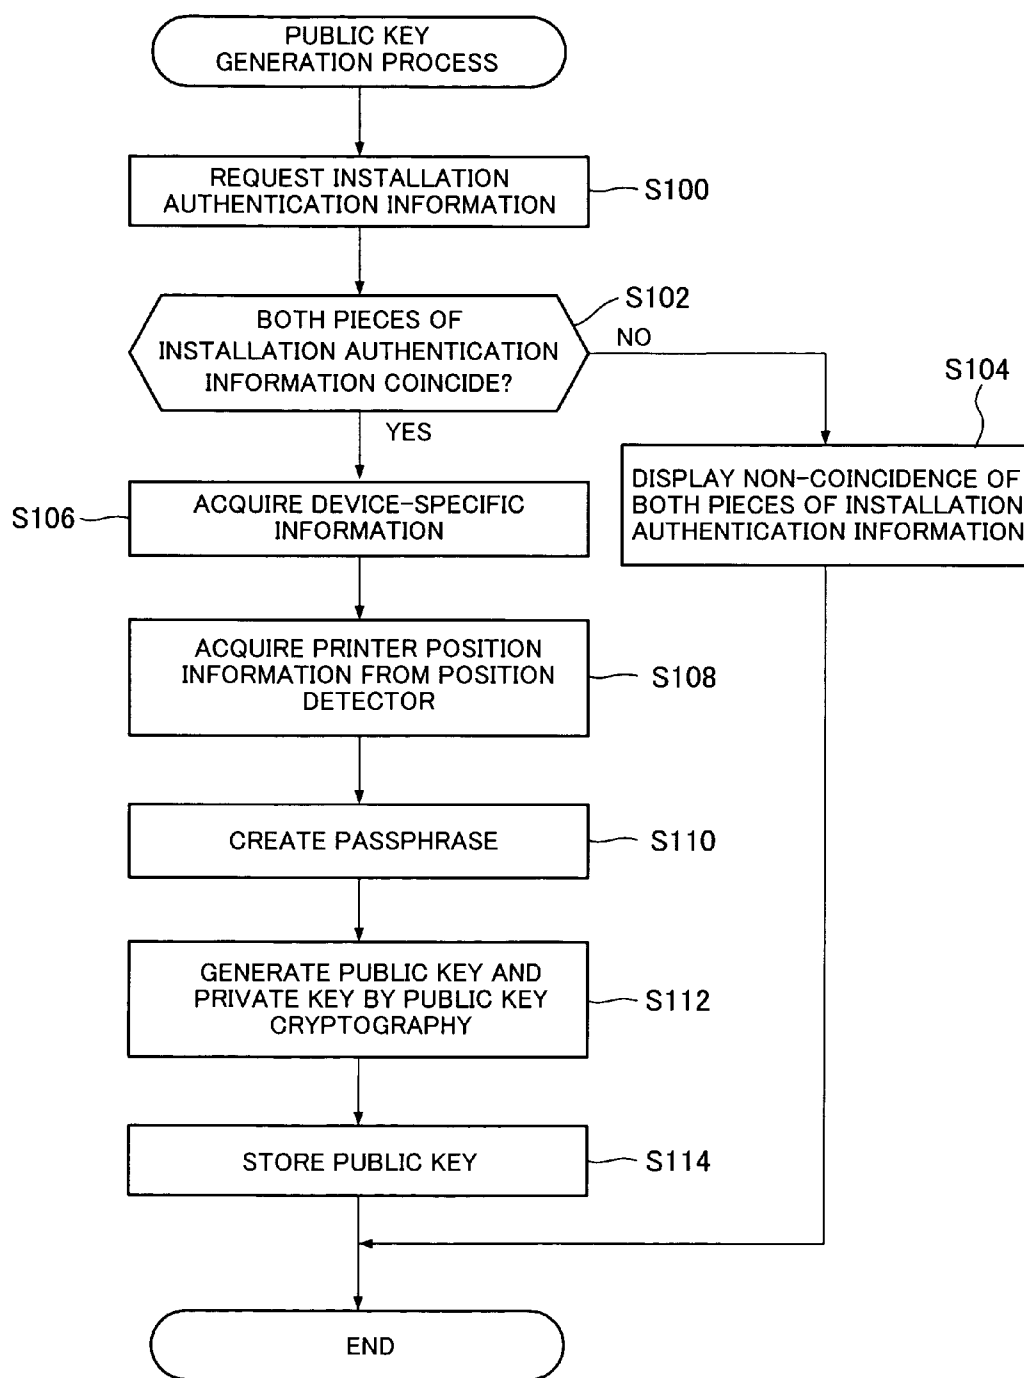 PUBLIC KEY
GENERATION PROCESS
REQUEST INSTALLATION
AUTHENTICATION INFORMATION
S100
BOTH PIECES OF
INSTALLATION AUTHENTICATION
INFORMATION COINCIDE?
S102
NO
YES
S104
DISPLAY NON-COINCIDENCE OF
BOTH PIECES OF INSTALLATION
AUTHENTICATION INFORMATION
S106
ACQUIRE DEVICE-SPECIFIC
INFORMATION
ACQUIRE PRINTER POSITION
INFORMATION FROM POSITION
DETECTOR
S108
CREATE PASSPHRASE
S110
GENERATE PUBLIC KEY AND
PRIVATE KEY BY PUBLIC KEY
CRYPTOGRAPHY
S112
STORE PUBLIC KEY
S114
END